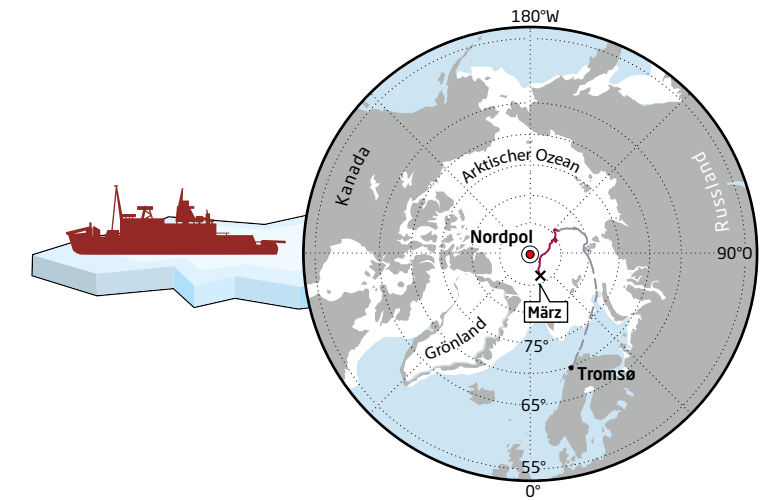 180°W
Kanada
Arktischer Ozean
Russland
Nordpol
90°O
März
Grönland
75°
Tromsø
65°
55°
0°